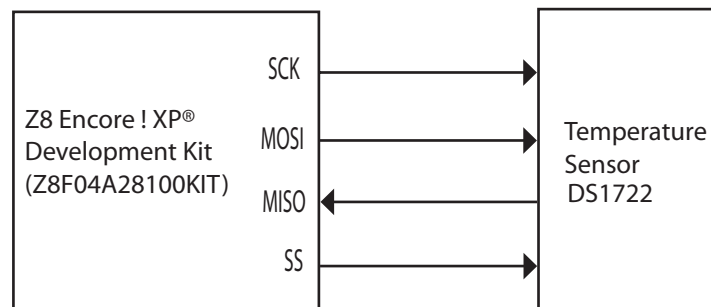 SCK
Z8 Encore ! XP®
Development Kit
(Z8F04A28100KIT)
MOSI
MISO
SS
Temperature
Sensor
DS1722